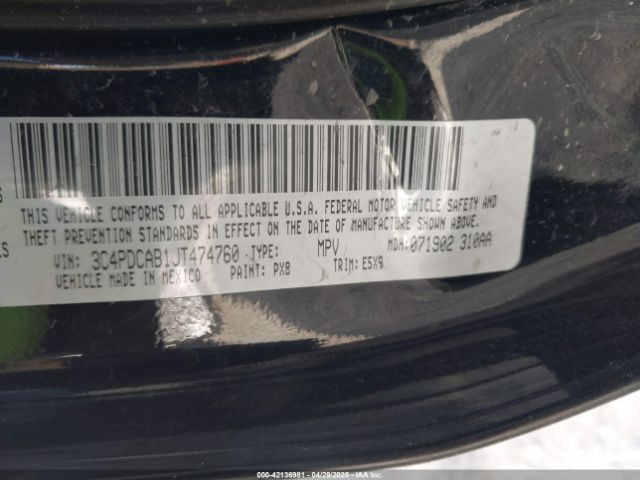 THIS VEHICLE CONFORMS TO ALL APPLICABLE U.S.A. FEDERAL MOTOR VEHICLE SAFETY AND
THEFT PREVENTION STANDARDS IN EFFECT ON THE DATE OF MANUFACTURE SHOWN ABOVE.
VIN: 3C4PDCAB1JT474760 TYPE: MPV MDH: 071902 310AA
VEHICLE MADE IN MEXICO PAINT: PX8 TRIM: E5X9
000-42136981 - 04/29/2025 - IAA Inc.